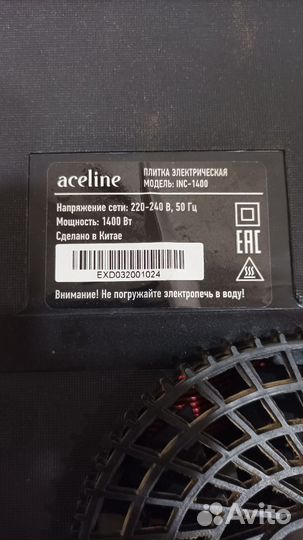 aceline
ПЛИТКА ЭЛЕКТРИЧЕСКАЯ
МОДЕЛЬ: INC-1400
Напряжение сети: 220-240 В, 50 Гц
Мощность: 1400 Вт
Сделано в Китае
EAC
EXD032001024
Внимание! Не погружайте электропечь в воду!
Avito